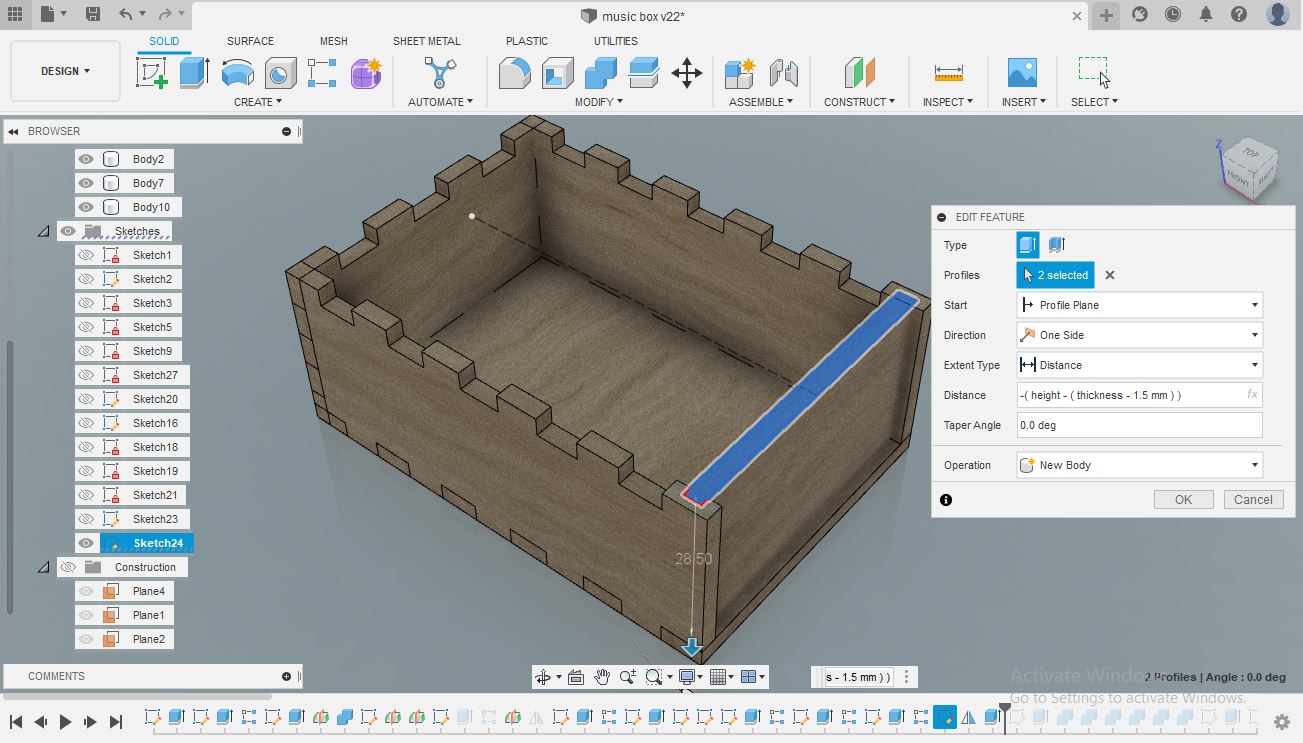 music box v22*
SOLID SURFACE MESH SHEET METAL PLASTIC UTILITIES
DESIGN
CREATE AUTOMATE MODIFY ASSEMBLE CONSTRUCT INSPECT INSERT SELECT
BROWSER
Body2
Body7
Body10
Sketches
Sketch1
Sketch2
Sketch3
Sketch5
Sketch9
Sketch27
Sketch20
Sketch16
Sketch18
Sketch19
Sketch21
Sketch23
Sketch24
Construction
Plane4
Plane1
Plane2
COMMENTS
Z
TOP
FRONT
RIGHT
EDIT FEATURE
Type
Profiles 2 selected
Start Profile Plane
Direction One Side
Extent Type Distance
Distance -( height - ( thickness - 1.5 mm ) ) fx
Taper Angle 0.0 deg
Operation New Body
OK Cancel
28.50
s - 1.5 mm ) )
2 Profiles | Angle : 0.0 deg
Activate Windows
Go to Settings to activate Windows.